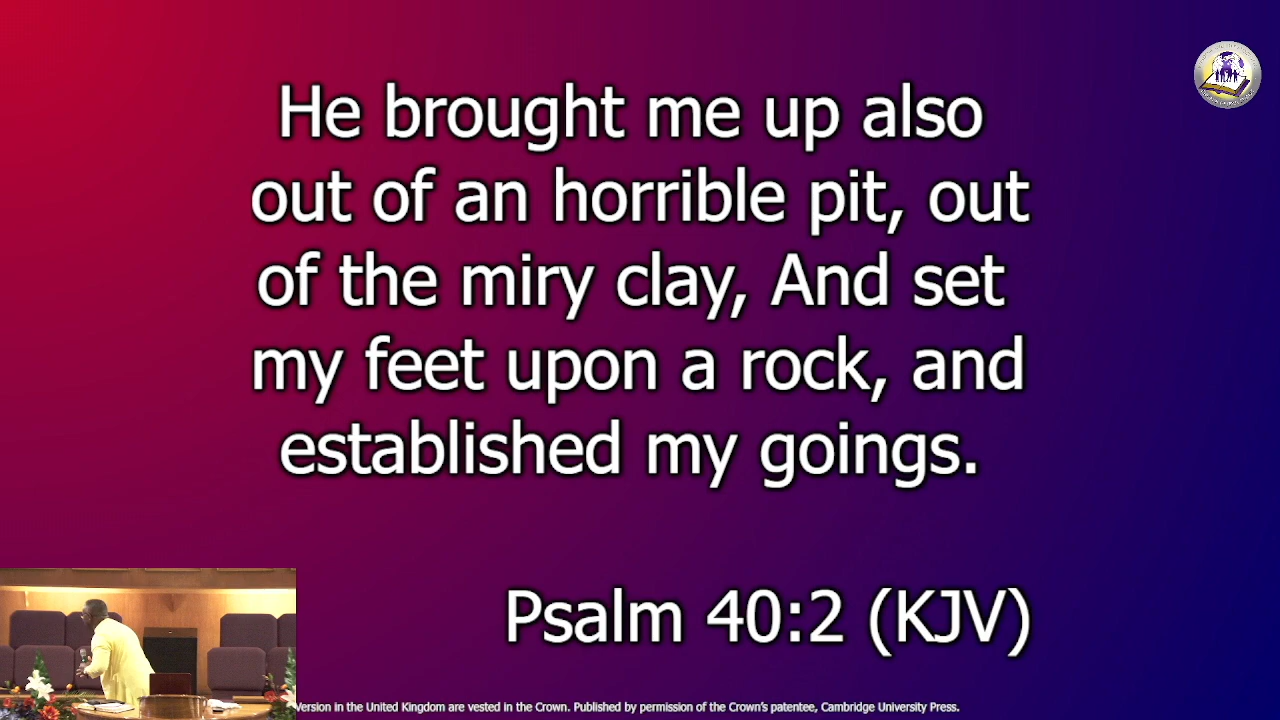 He brought me up also
out of an horrible pit, out
of the miry clay, And set
my feet upon a rock, and
established my goings.
Psalm 40:2 (KJV)
Version in the United Kingdom are vested in the Crown. Published by permission of the Crown's patentee, Cambridge University Press.